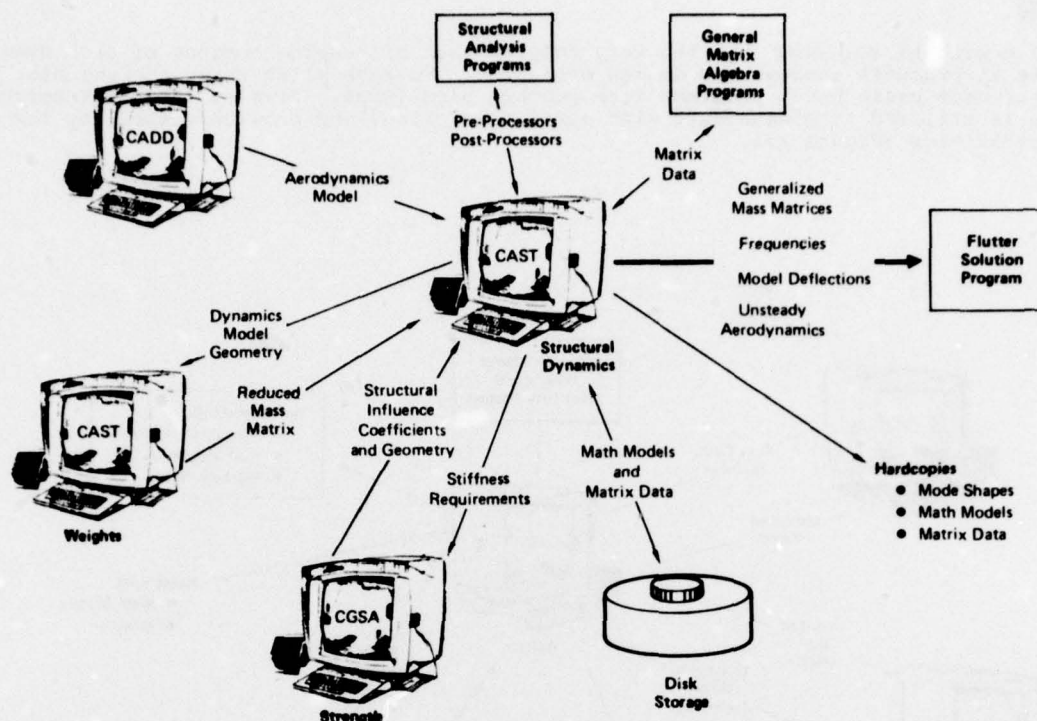 Structural
Analysis
Programs
General
Matrix
Algebra
Programs
CADD
Pre-Processors
Post-Processors
Matrix
Data
Aerodynamics
Model
Generalized
Mass Matrices
CAST
Frequencies
Model Deflections
Unsteady
Aerodynamics
Flutter
Solution
Program
Dynamics
Model
Geometry
Structural
Dynamics
Reduced
Mass
Matrix
Structural
Influence
Coefficients
and Geometry
CAST
Stiffness
Requirements
Math Models
and
Matrix Data
Hardcopies
● Mode Shapes
● Math Models
● Matrix Data
Weights
CGSA
Strength
Disk
Storage